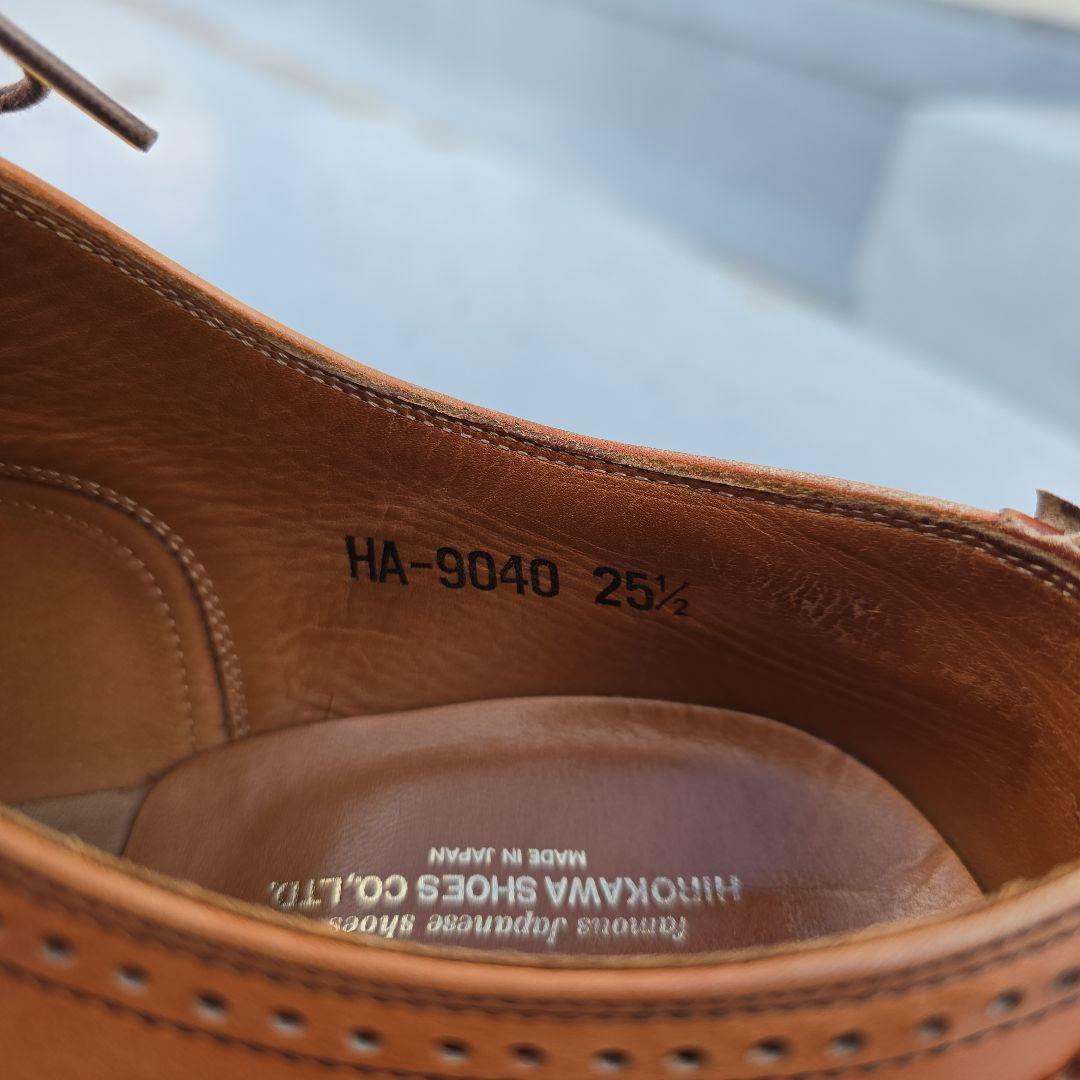 HA-9040 25½
famous Japanese shoes
HIROKAWA SHOES CO.,LTD.
MADE IN JAPAN